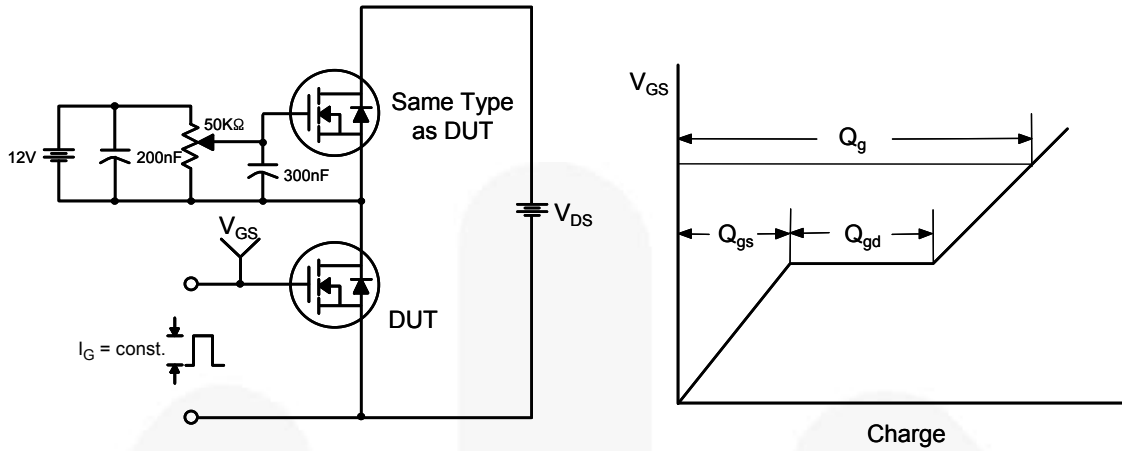 Same Type
as DUT
50KΩ
12V
200nF
300nF
V_GS
V_DS
DUT
I_G = const.
V_GS
Q_g
Q_gs
Q_gd
Charge